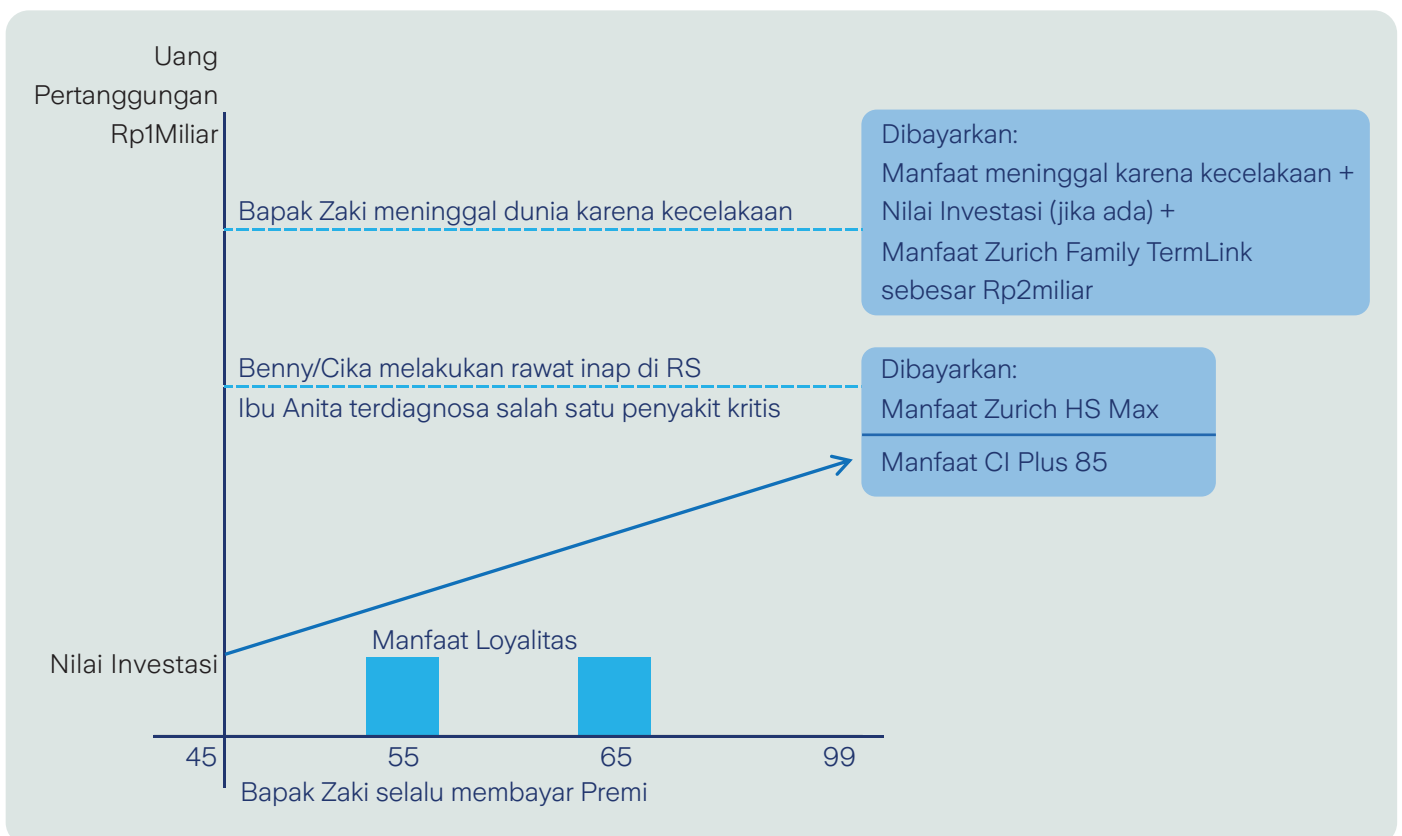 Uang
Pertanggungan
Rp1Miliar
Bapak Zaki meninggal dunia karena kecelakaan
Dibayarkan:
Manfaat meninggal karena kecelakaan +
Nilai Investasi (jika ada) +
Manfaat Zurich Family TermLink
sebesar Rp2miliar
Benny/Cika melakukan rawat inap di RS
Ibu Anita terdiagnosa salah satu penyakit kritis
Dibayarkan:
Manfaat Zurich HS Max
Manfaat CI Plus 85
Manfaat Loyalitas
Nilai Investasi
45 55 65 99
Bapak Zaki selalu membayar Premi